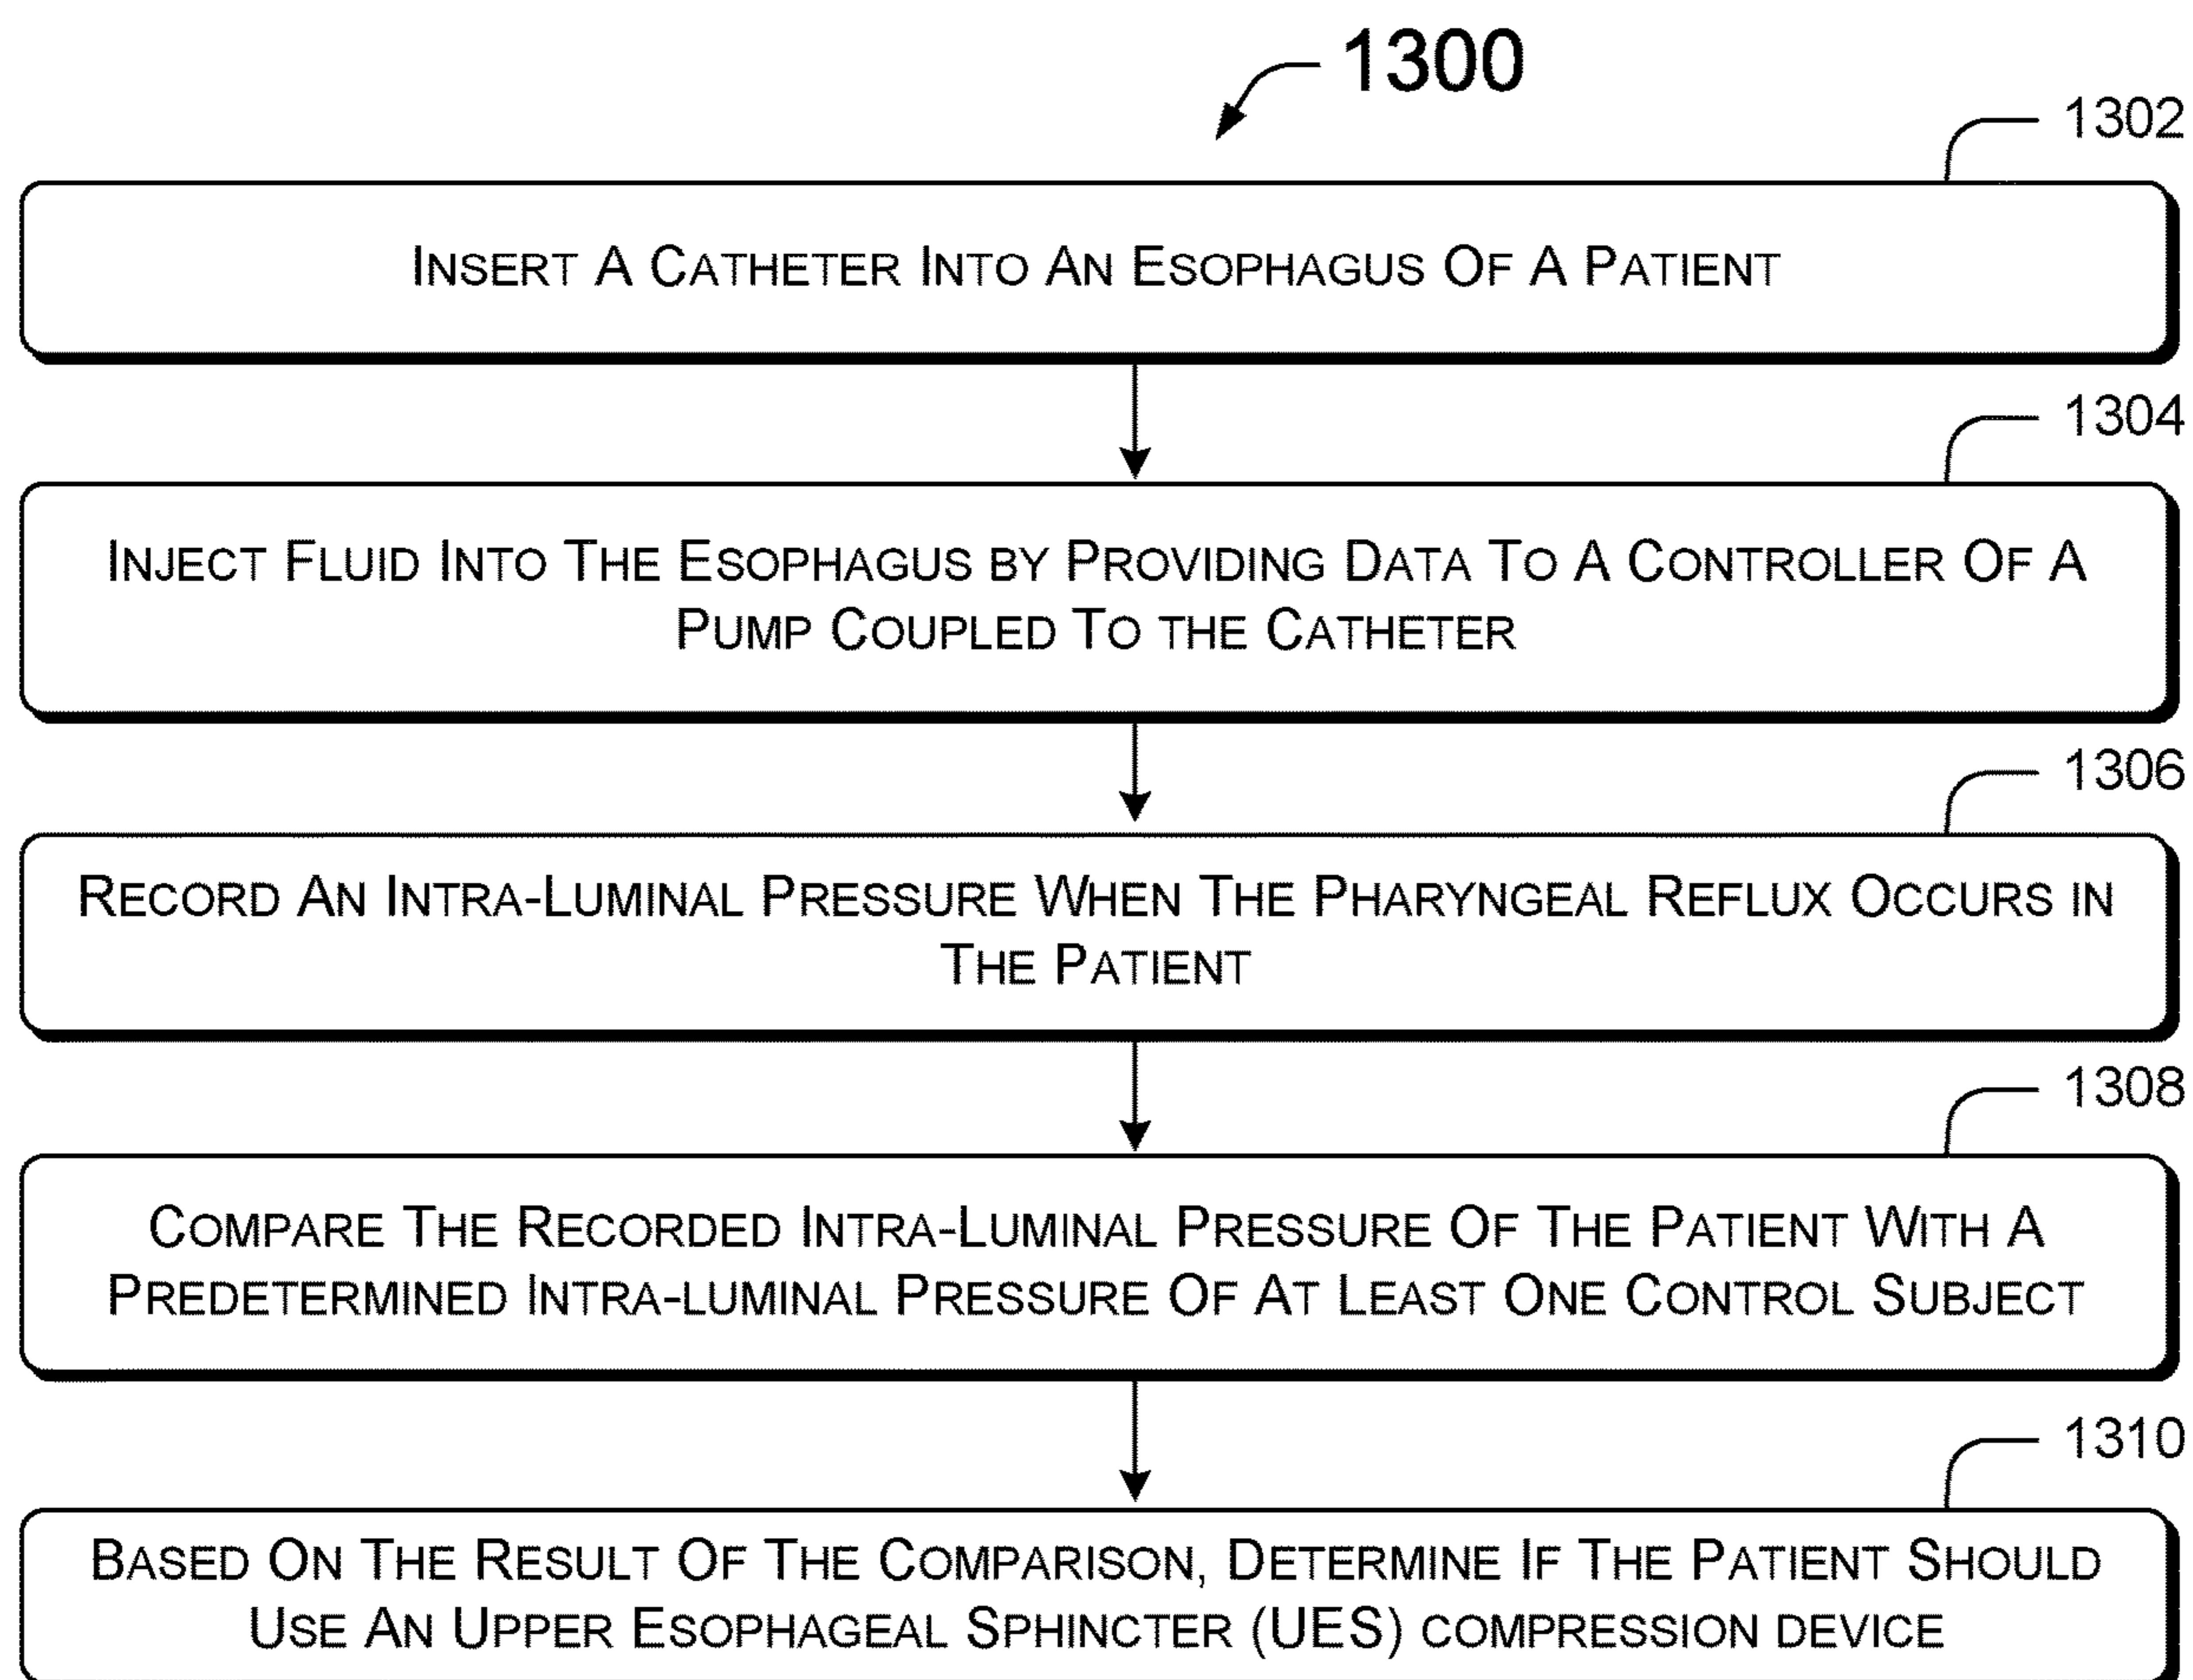 1300
1302
INSERT A CATHETER INTO AN ESOPHAGUS OF A PATIENT
1304
INJECT FLUID INTO THE ESOPHAGUS BY PROVIDING DATA TO A CONTROLLER OF A
PUMP COUPLED TO THE CATHETER
1306
RECORD AN INTRA-LUMINAL PRESSURE WHEN THE PHARYNGEAL REFLUX OCCURS IN
THE PATIENT
1308
COMPARE THE RECORDED INTRA-LUMINAL PRESSURE OF THE PATIENT WITH A
PREDETERMINED INTRA-LUMINAL PRESSURE OF AT LEAST ONE CONTROL SUBJECT
1310
BASED ON THE RESULT OF THE COMPARISON, DETERMINE IF THE PATIENT SHOULD
USE AN UPPER ESOPHAGEAL SPHINCTER (UES) COMPRESSION DEVICE